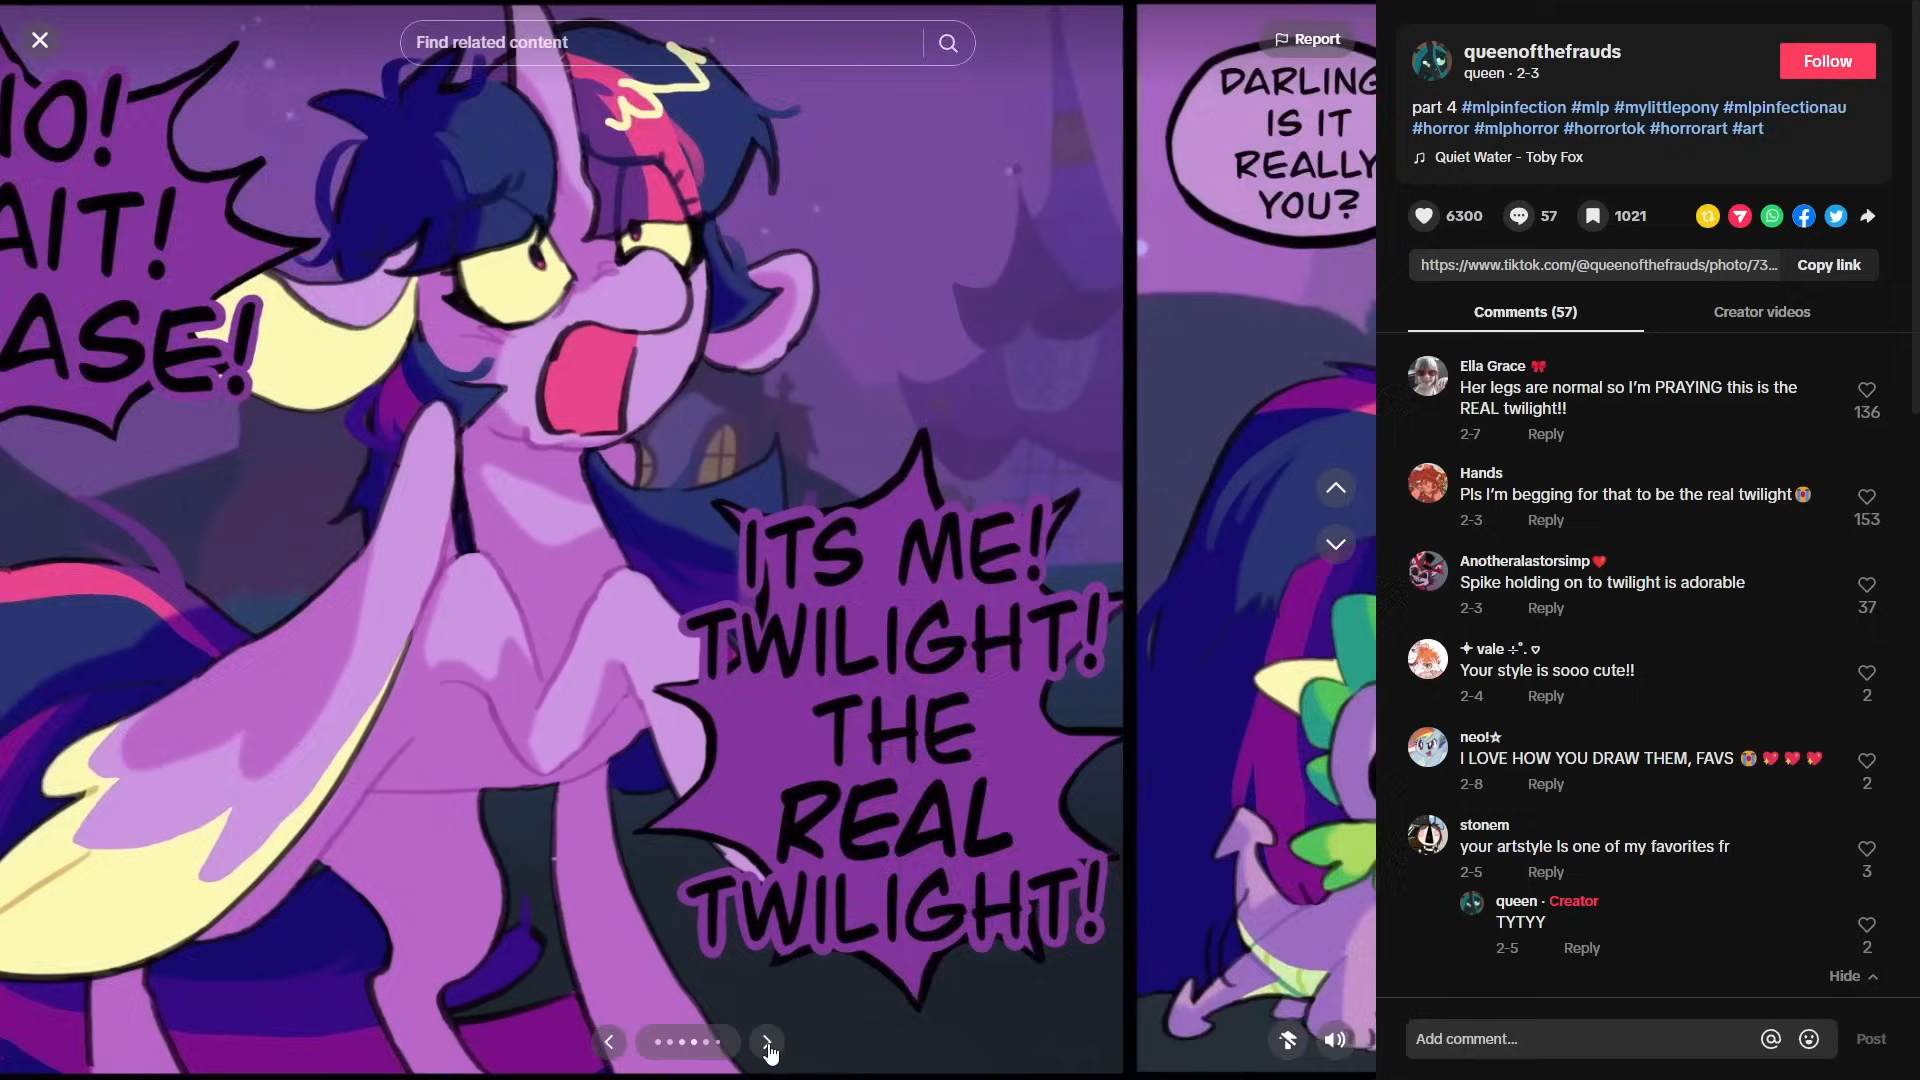 Find related content
Report
NO!
AIT!
ASE!
ITS ME!
TWILIGHT!
THE
REAL
TWILIGHT!
DARLING
IS IT
REALLY
YOU?
queenofthefrauds
queen · 2-3
Follow
part 4 #mlpinfection #mlp #mylittlepony #mlpinfectionau
#horror #mlphorror #horrortok #horrorart #art
Quiet Water - Toby Fox
6300
57
1021
https://www.tiktok.com/@queenofthefrauds/photo/73...
Copy link
Comments (57)
Creator videos
Ella Grace 🎀
Her legs are normal so I'm PRAYING this is the
REAL twilight!!
136
2-7 Reply
Hands
Pls I'm begging for that to be the real twilight😭
153
2-3 Reply
Anotheralastorsimp❤️
Spike holding on to twilight is adorable
37
2-3 Reply
✦ vale ÷˚. ♡
Your style is sooo cute!!
2
2-4 Reply
neo!☆
I LOVE HOW YOU DRAW THEM, FAVS 😭 💖 💖 💖
2
2-8 Reply
stonem
your artstyle Is one of my favorites fr
3
2-5 Reply
queen · Creator
TYTYY
2
2-5 Reply
Hide
Add comment...
Post